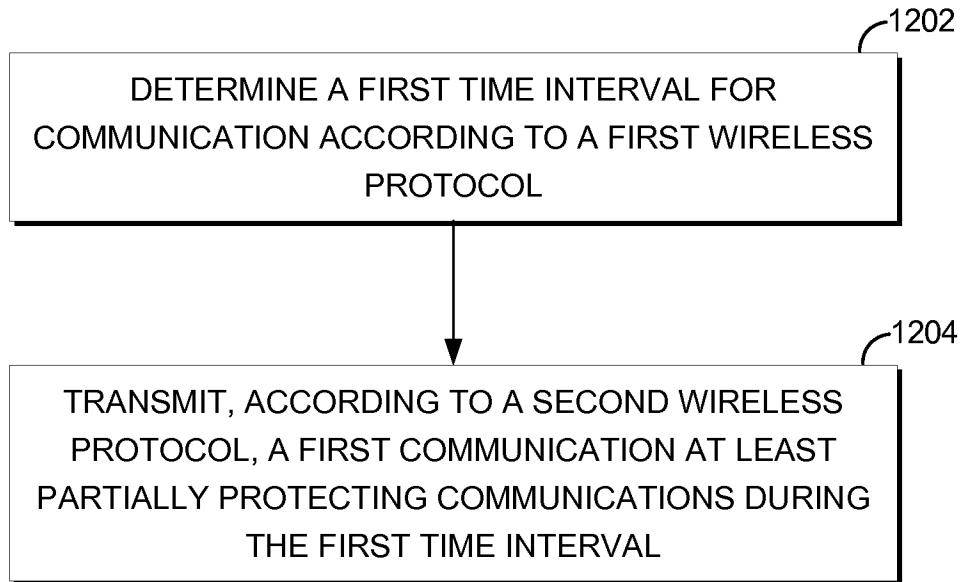 1202
DETERMINE A FIRST TIME INTERVAL FOR
COMMUNICATION ACCORDING TO A FIRST WIRELESS
PROTOCOL
1204
TRANSMIT, ACCORDING TO A SECOND WIRELESS
PROTOCOL, A FIRST COMMUNICATION AT LEAST
PARTIALLY PROTECTING COMMUNICATIONS DURING
THE FIRST TIME INTERVAL